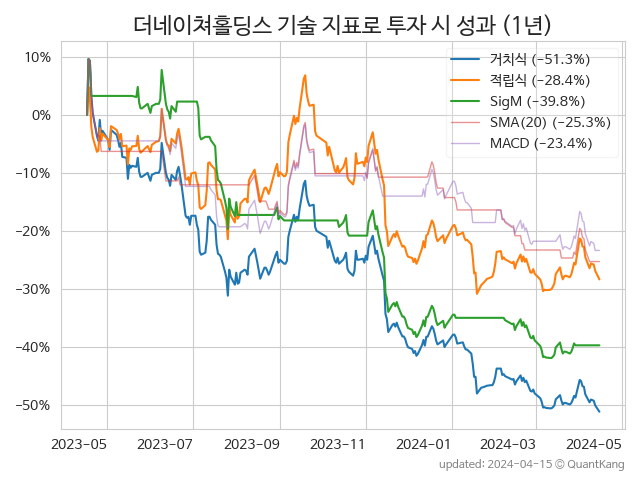 더네이쳐홀딩스 기술 지표로 투자 시 성과 (1년)
거치식 (−51.3%)
적립식 (−28.4%)
SigM (−39.8%)
SMA(20) (−25.3%)
MACD (−23.4%)
10%
0%
−10%
−20%
−30%
−40%
−50%
2023-05 2023-07 2023-09 2023-11 2024-01 2024-03 2024-05
updated: 2024-04-15 © QuantKang